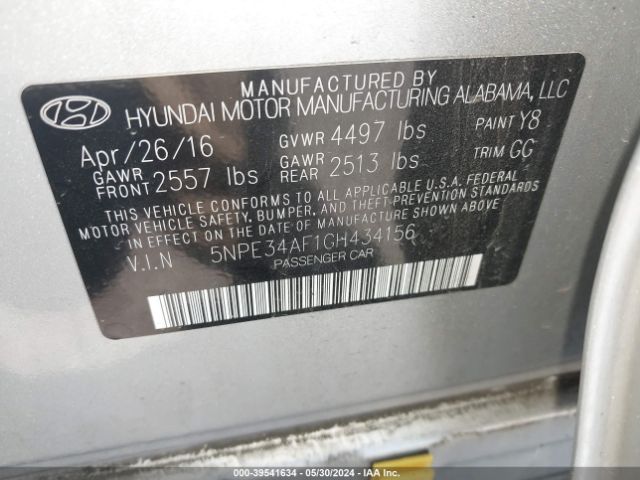 MANUFACTURED BY
HYUNDAI MOTOR MANUFACTURING ALABAMA, LLC
Apr/26/16 GVWR 4497 lbs PAINT Y8
GAWR FRONT 2557 lbs GAWR REAR 2513 lbs TRIM GG
THIS VEHICLE CONFORMS TO ALL APPLICABLE U.S.A. FEDERAL
MOTOR VEHICLE SAFETY, BUMPER, AND THEFT-PREVENTION STANDARDS
IN EFFECT ON THE DATE OF MANUFACTURE SHOWN ABOVE
V.I.N 5NPE34AF1GH434156
PASSENGER CAR
000-39541634 - 05/30/2024 - IAA LLC